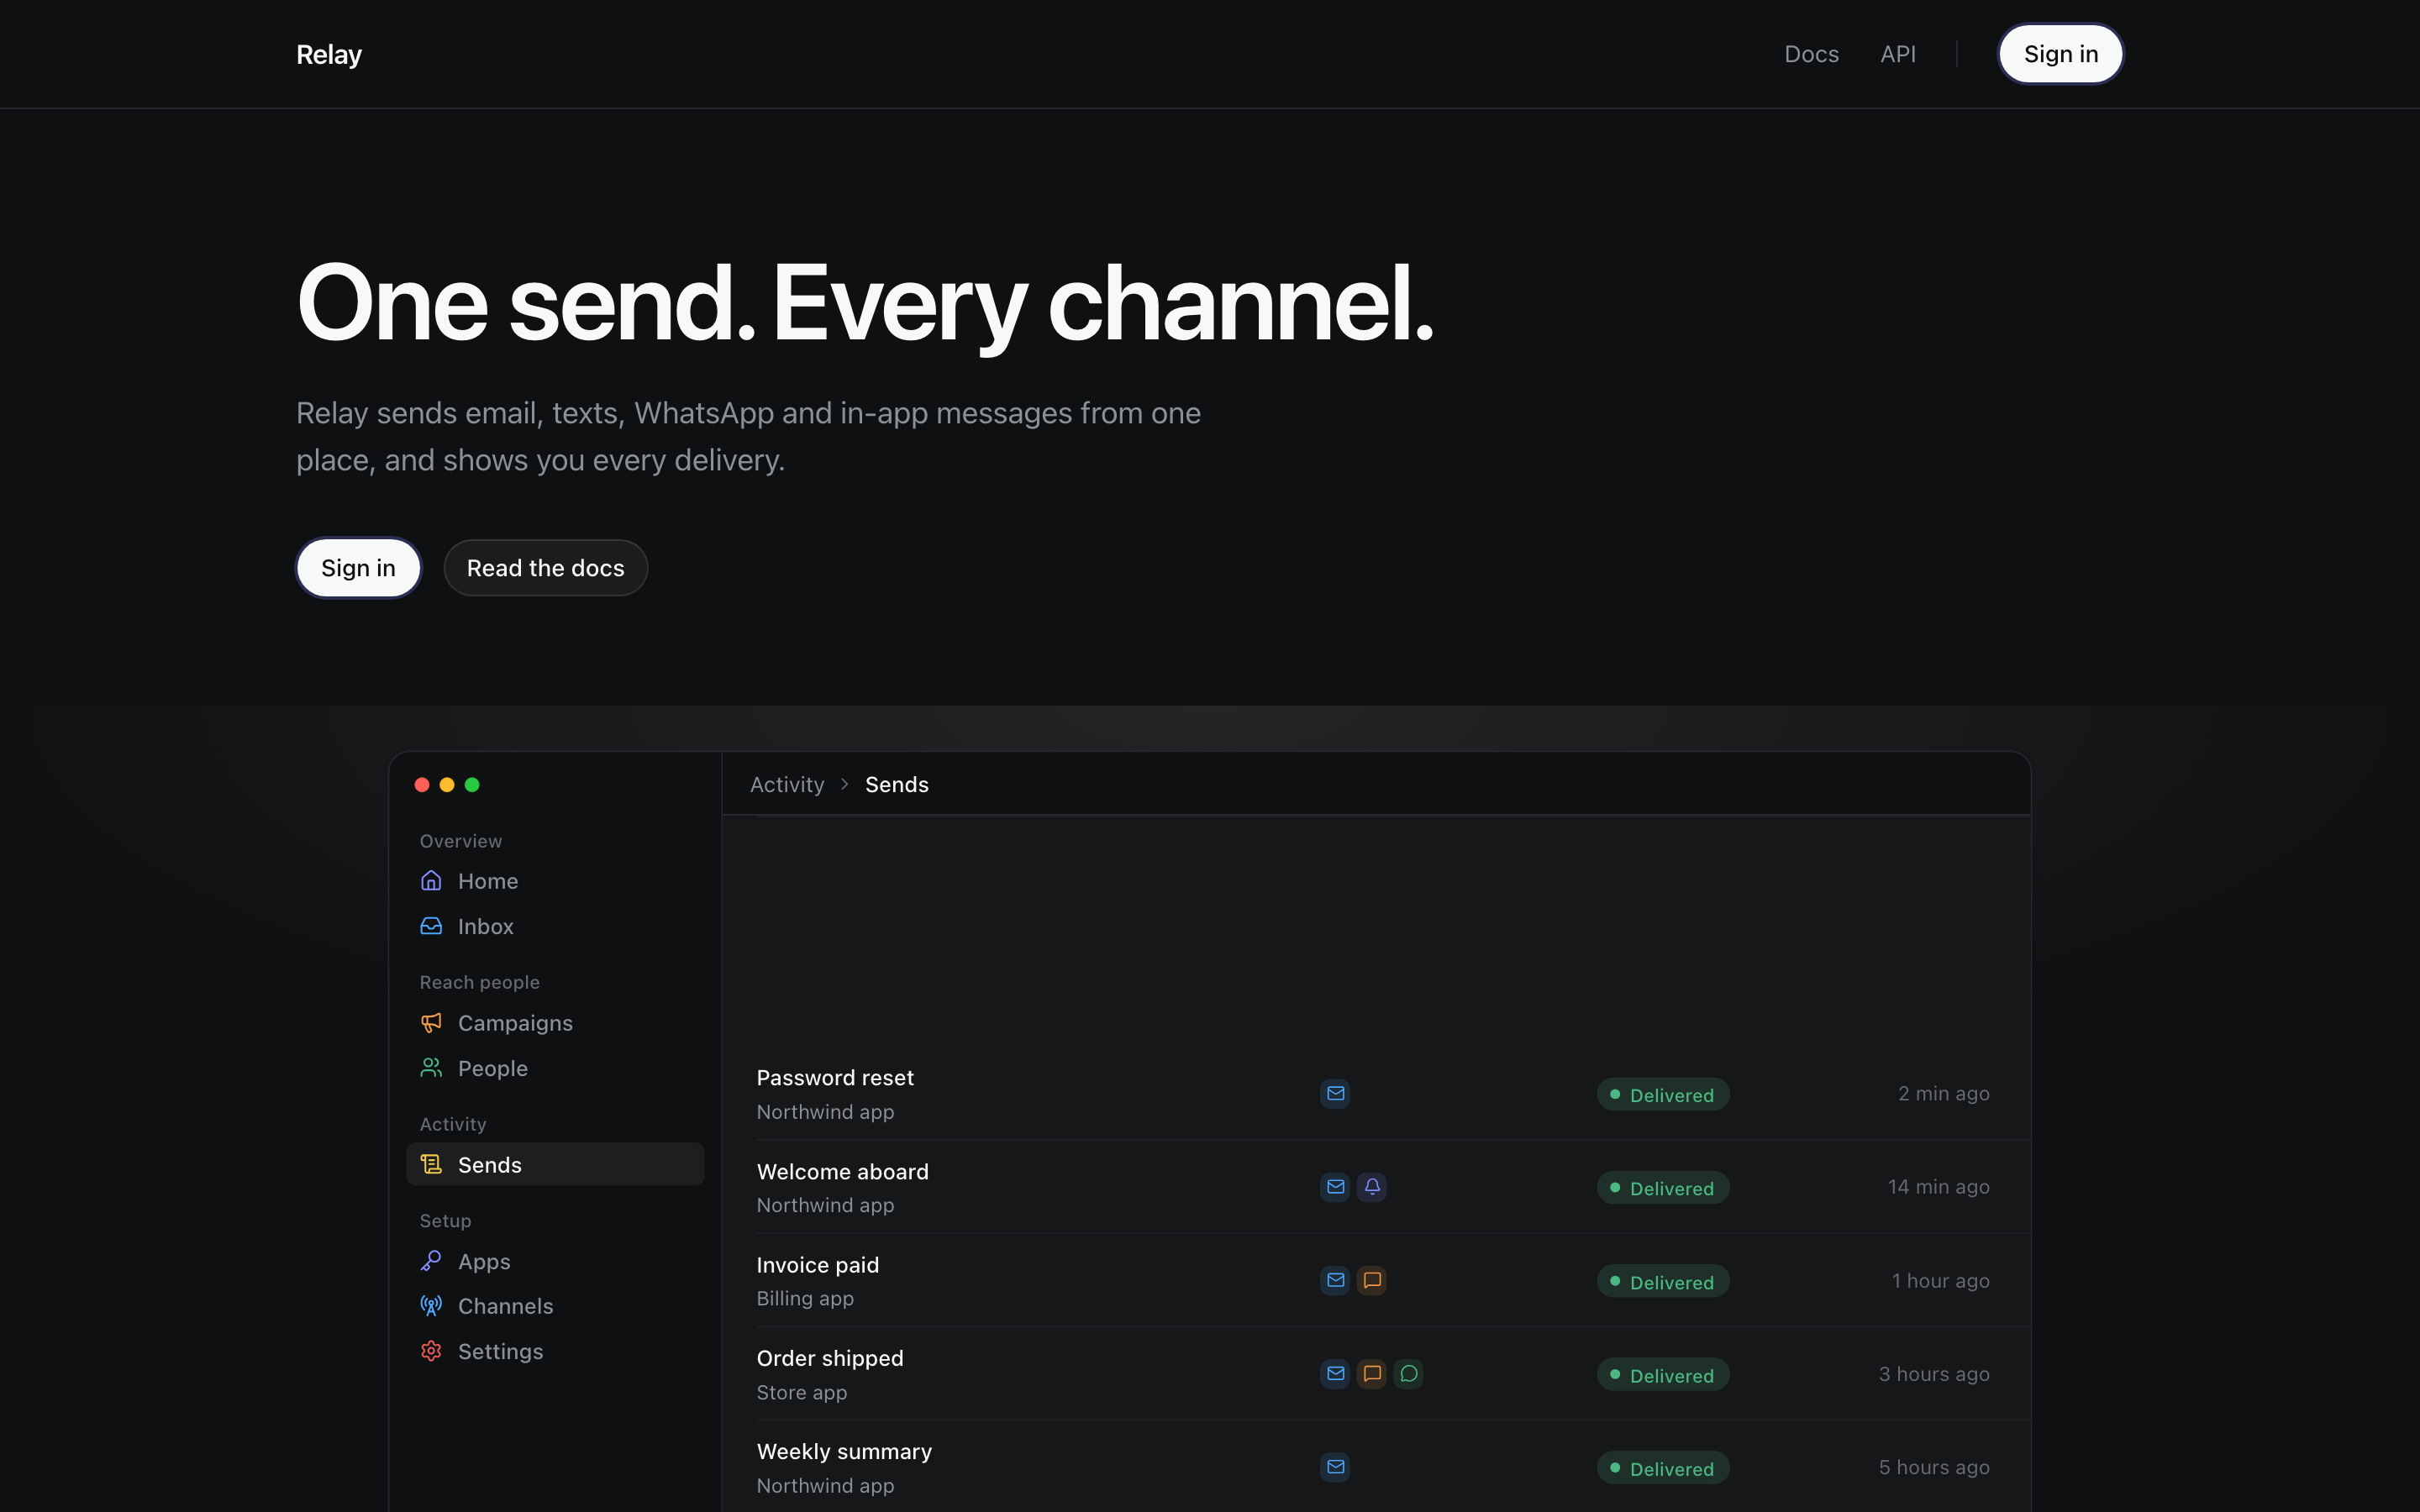 Relay
Docs
API
Sign in
One send. Every channel.
Relay sends email, texts, WhatsApp and in-app messages from one
place, and shows you every delivery.
Sign in
Read the docs
Activity > Sends
Overview
Home
Inbox
Reach people
Campaigns
People
Activity
Sends
Setup
Apps
Channels
Settings
Password reset
Northwind app
Delivered
2 min ago
Welcome aboard
Northwind app
Delivered
14 min ago
Invoice paid
Billing app
Delivered
1 hour ago
Order shipped
Store app
Delivered
3 hours ago
Weekly summary
Northwind app
Delivered
5 hours ago